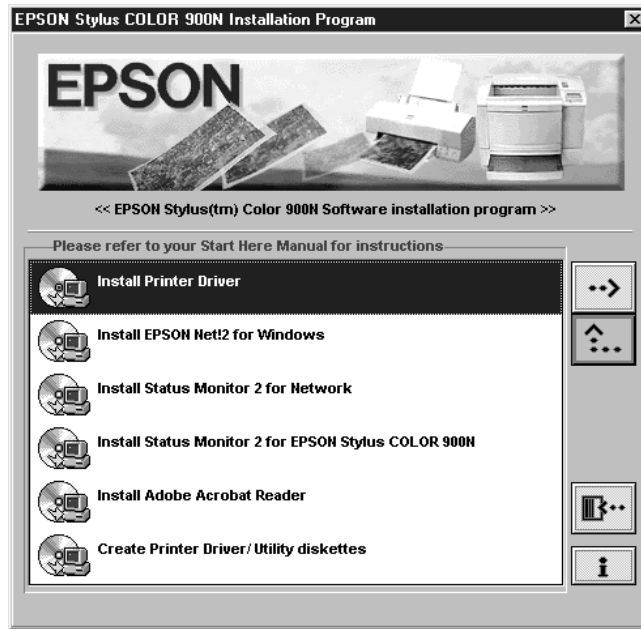 EPSON Stylus COLOR 900N Installation Program
EPSON
<< EPSON Stylus(tm) Color 900N Software installation program >>
Please refer to your Start Here Manual for instructions
Install Printer Driver
Install EPSON Net!2 for Windows
Install Status Monitor 2 for Network
Install Status Monitor 2 for EPSON Stylus COLOR 900N
Install Adobe Acrobat Reader
Create Printer Driver/Utility diskettes